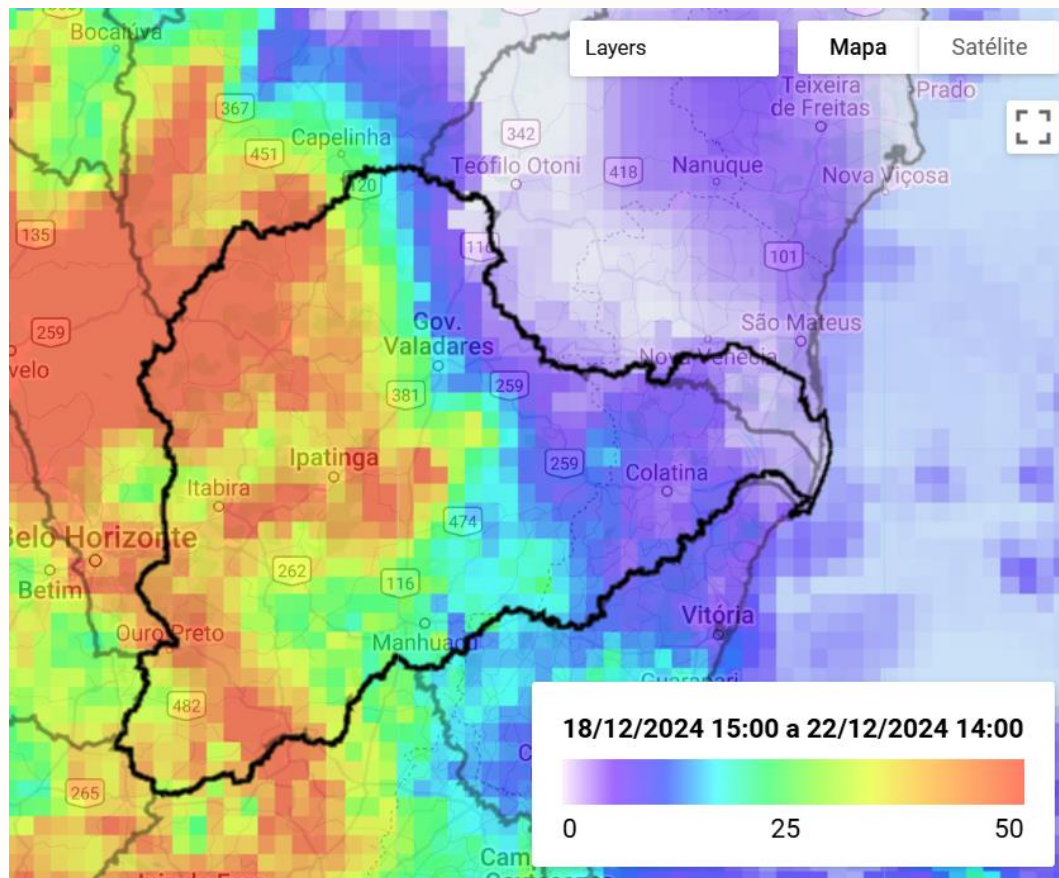 Bocaiúva
Layers
Mapa
Satélite
367
Teixeira
de Freitas
Prado
342
Capelinha
451
Teófilo Otoni
418
Nanuque
Nova Viçosa
120
135
116
101
259
Gov.
Valadares
São Mateus
Nova Venécia
velo
381
259
Ipatinga
259
Colatina
Itabira
474
Belo Horizonte
262
116
Betim
Ouro Preto
Manhuaçu
Vitória
Guarapari
482
18/12/2024 15:00 a 22/12/2024 14:00
265
0
25
50
Cam